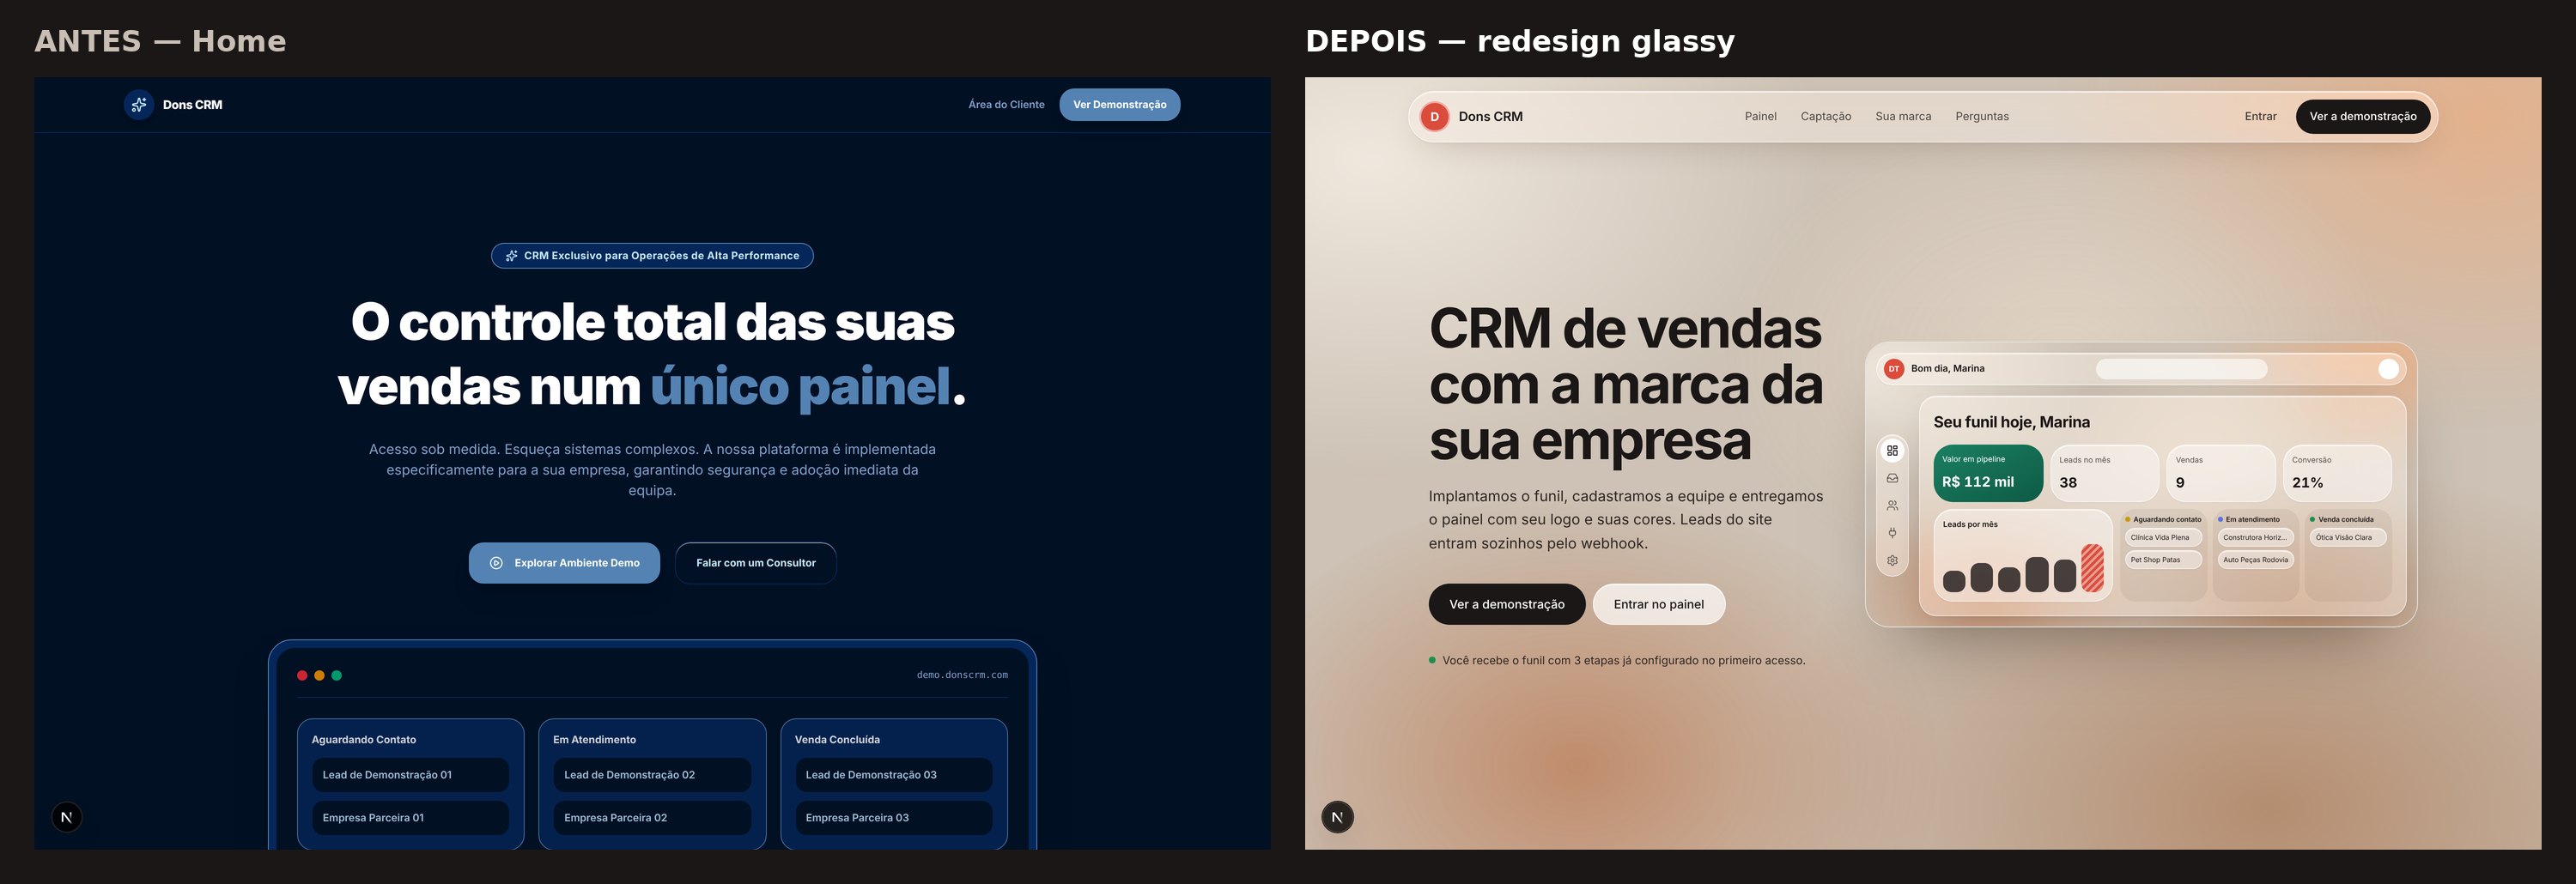 ANTES — Home
Dons CRM
Área do Cliente
Ver Demonstração
CRM Exclusivo para Operações de Alta Performance
O controle total das suas
vendas num único painel.
Acesso sob medida. Esqueça sistemas complexos. A nossa plataforma é implementada
especificamente para a sua empresa, garantindo segurança e adoção imediata da
equipa.
Explorar Ambiente Demo
Falar com um Consultor
demo.donscrm.com
Aguardando Contato
Lead de Demonstração 01
Empresa Parceira 01
Em Atendimento
Lead de Demonstração 02
Empresa Parceira 02
Venda Concluída
Lead de Demonstração 03
Empresa Parceira 03
N
DEPOIS — redesign glassy
D
Dons CRM
Painel
Captação
Sua marca
Perguntas
Entrar
Ver a demonstração
CRM de vendas
com a marca da
sua empresa
Implantamos o funil, cadastramos a equipe e entregamos
o painel com seu logo e suas cores. Leads do site
entram sozinhos pelo webhook.
Ver a demonstração
Entrar no painel
Você recebe o funil com 3 etapas já configurado no primeiro acesso.
DT
Bom dia, Marina
Seu funil hoje, Marina
Valor em pipeline
R$ 112 mil
Leads no mês
38
Vendas
9
Conversão
21%
Leads por mês
Aguardando contato
Clínica Vida Plena
Pet Shop Patas
Em atendimento
Construtora Horiz...
Auto Peças Rodovia
Venda concluída
Ótica Visão Clara
N